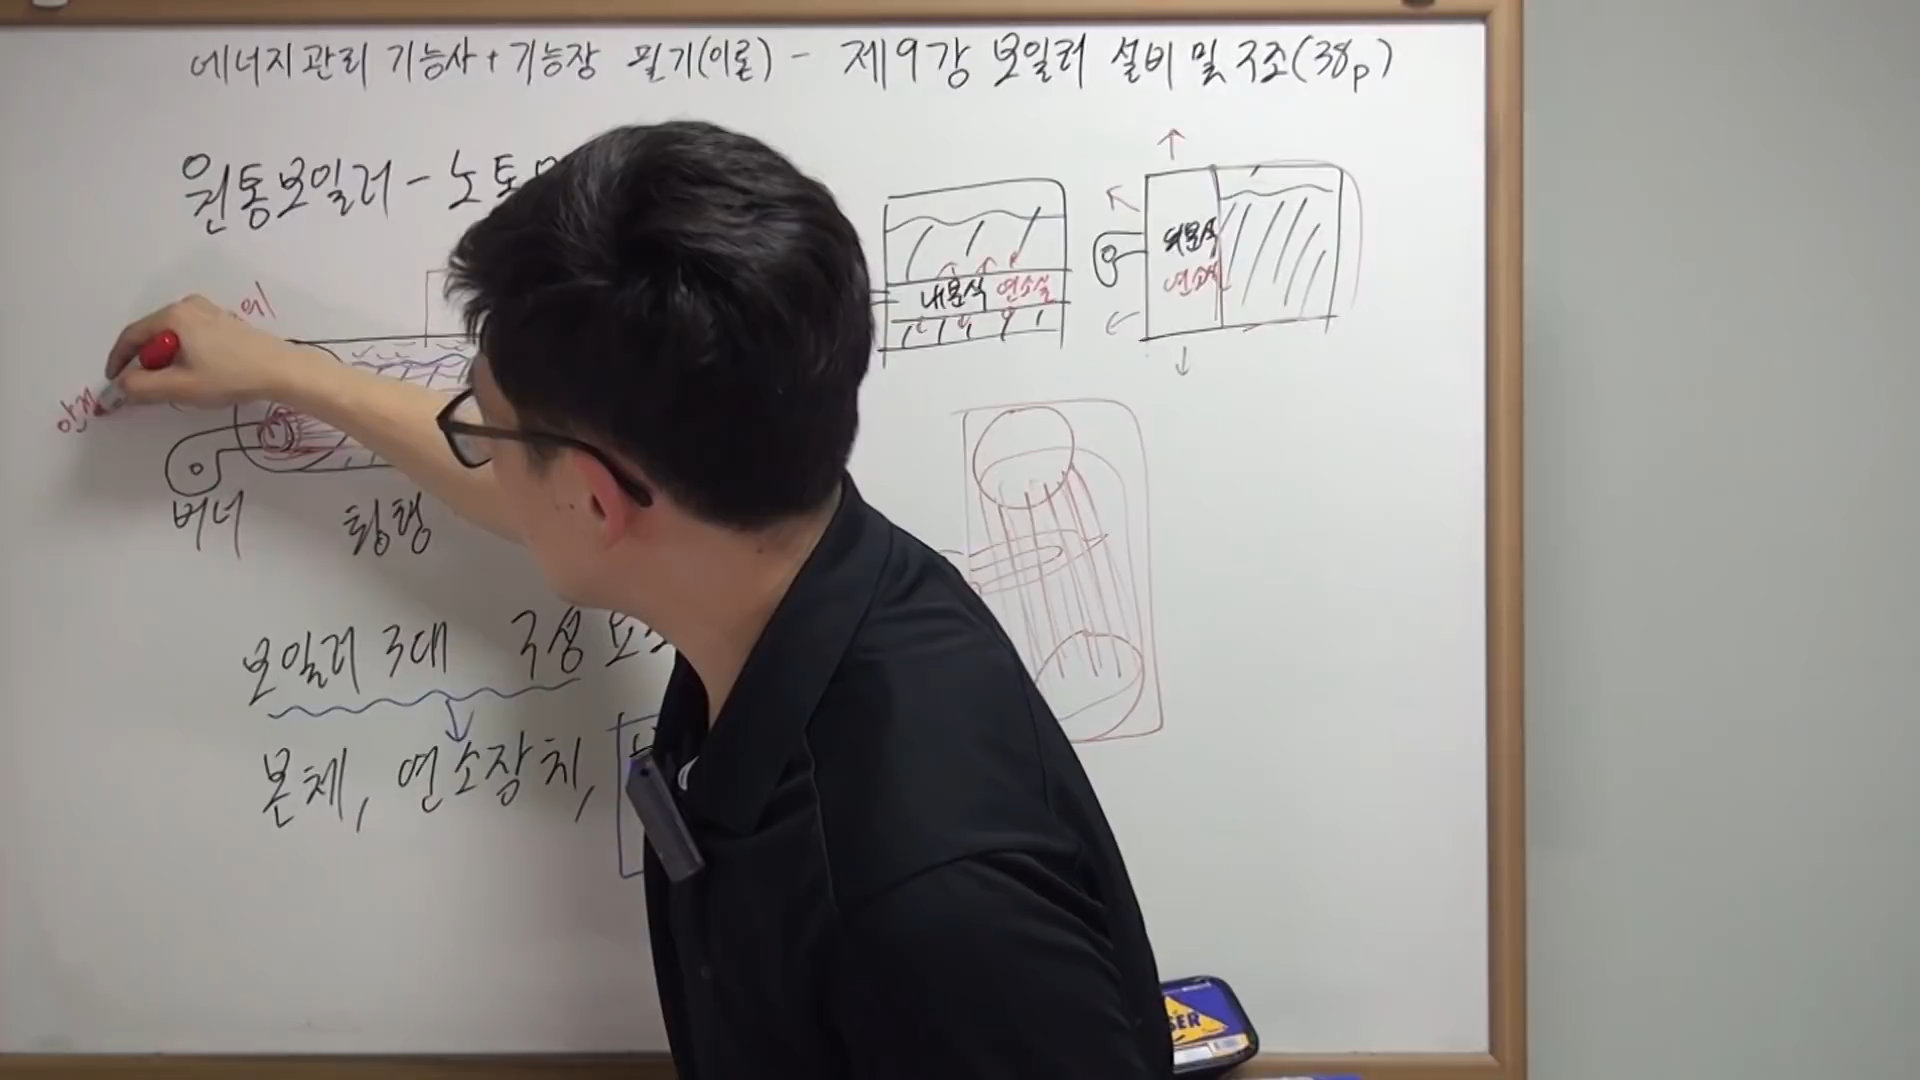 에너지관리 기능사+기능장 필기(이론) - 제9강 보일러 설비 및 구조(38p)
원통보일러 - 노통
내분식 연소실
외분식
연소실
버너
횡형
보일러 3대 구성 요소
본체, 연소장치,